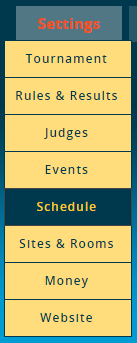 Settings
Tournament
Rules & Results
Judges
Events
Schedule
Sites & Rooms
Money
Website